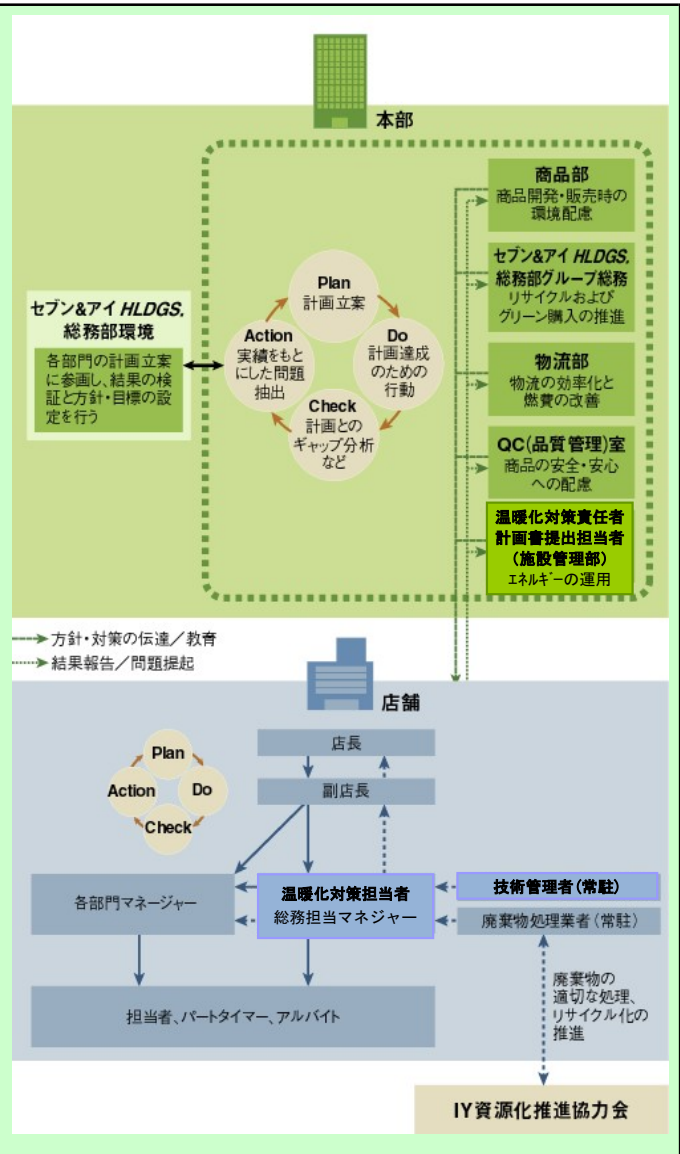 本部
商品部
商品開発・販売時の
環境配慮
セブン&アイ HLDGS.
総務部グループ総務
リサイクルおよび
グリーン購入の推進
物流部
物流の効率化と
燃費の改善
QC(品質管理)室
商品の安全・安心
への配慮
温暖化対策責任者
計画書提出担当者
(施設管理部)
エネルギーの運用
Plan
計画立案
Do
計画達成
のための
行動
Check
計画との
ギャップ分析
など
Action
実績をもと
にした問題
抽出
セブン&アイ HLDGS.
総務部環境
各部門の計画立案
に参画し、結果の検
証と方針・目標の設
定を行う
方針・対策の伝達／教育
結果報告／問題提起
店舗
店長
副店長
Plan
Do
Check
Action
各部門マネージャー
温暖化対策担当者
総務担当マネジャー
技術管理者(常駐)
廃棄物処理業者(常駐)
担当者、パートタイマー、アルバイト
廃棄物の
適切な処理、
リサイクル化の
推進
IY資源化推進協力会